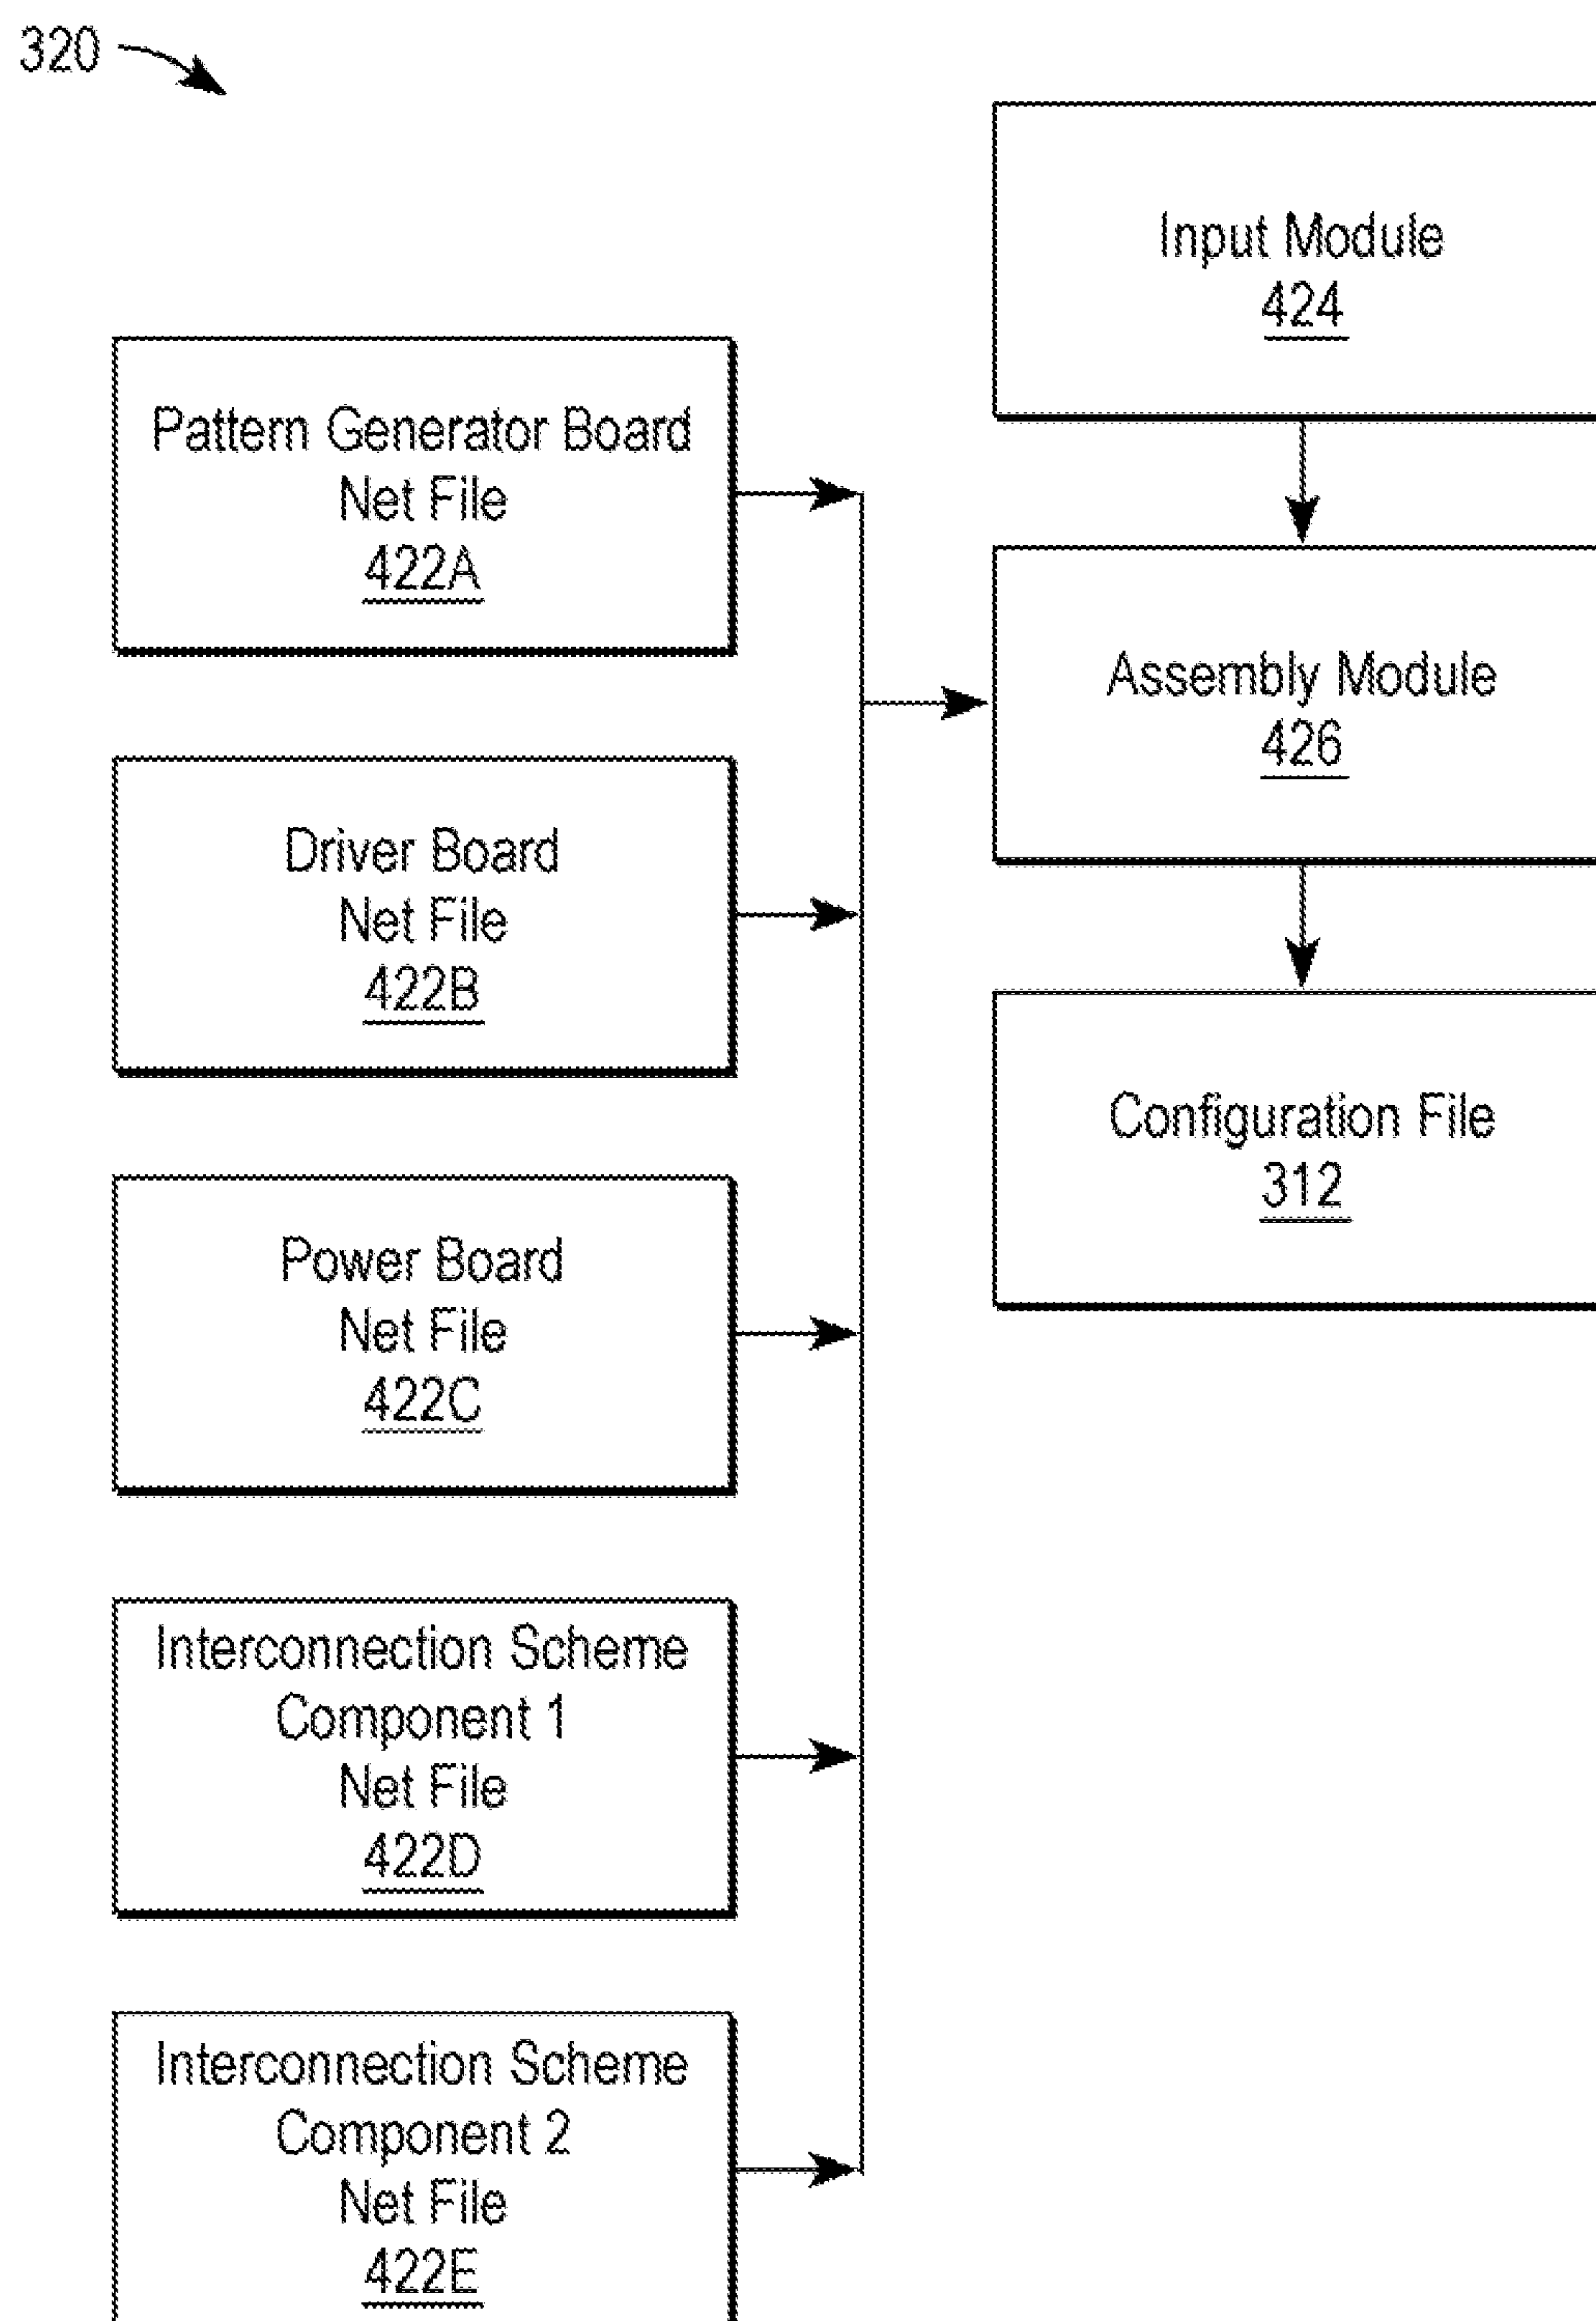 320
Input Module
424
Pattern Generator Board
Net File
422A
Assembly Module
426
Driver Board
Net File
422B
Configuration File
312
Power Board
Net File
422C
Interconnection Scheme
Component 1
Net File
422D
Interconnection Scheme
Component 2
Net File
422E